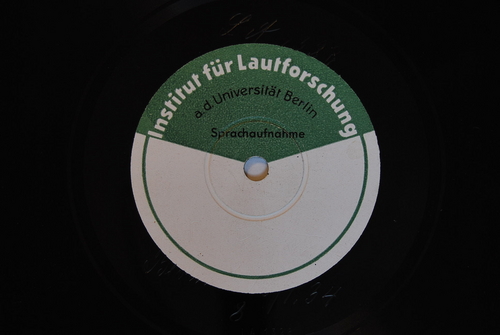 Institut für Lautforschung
a.d. Universität Berlin
Sprachaufnahme